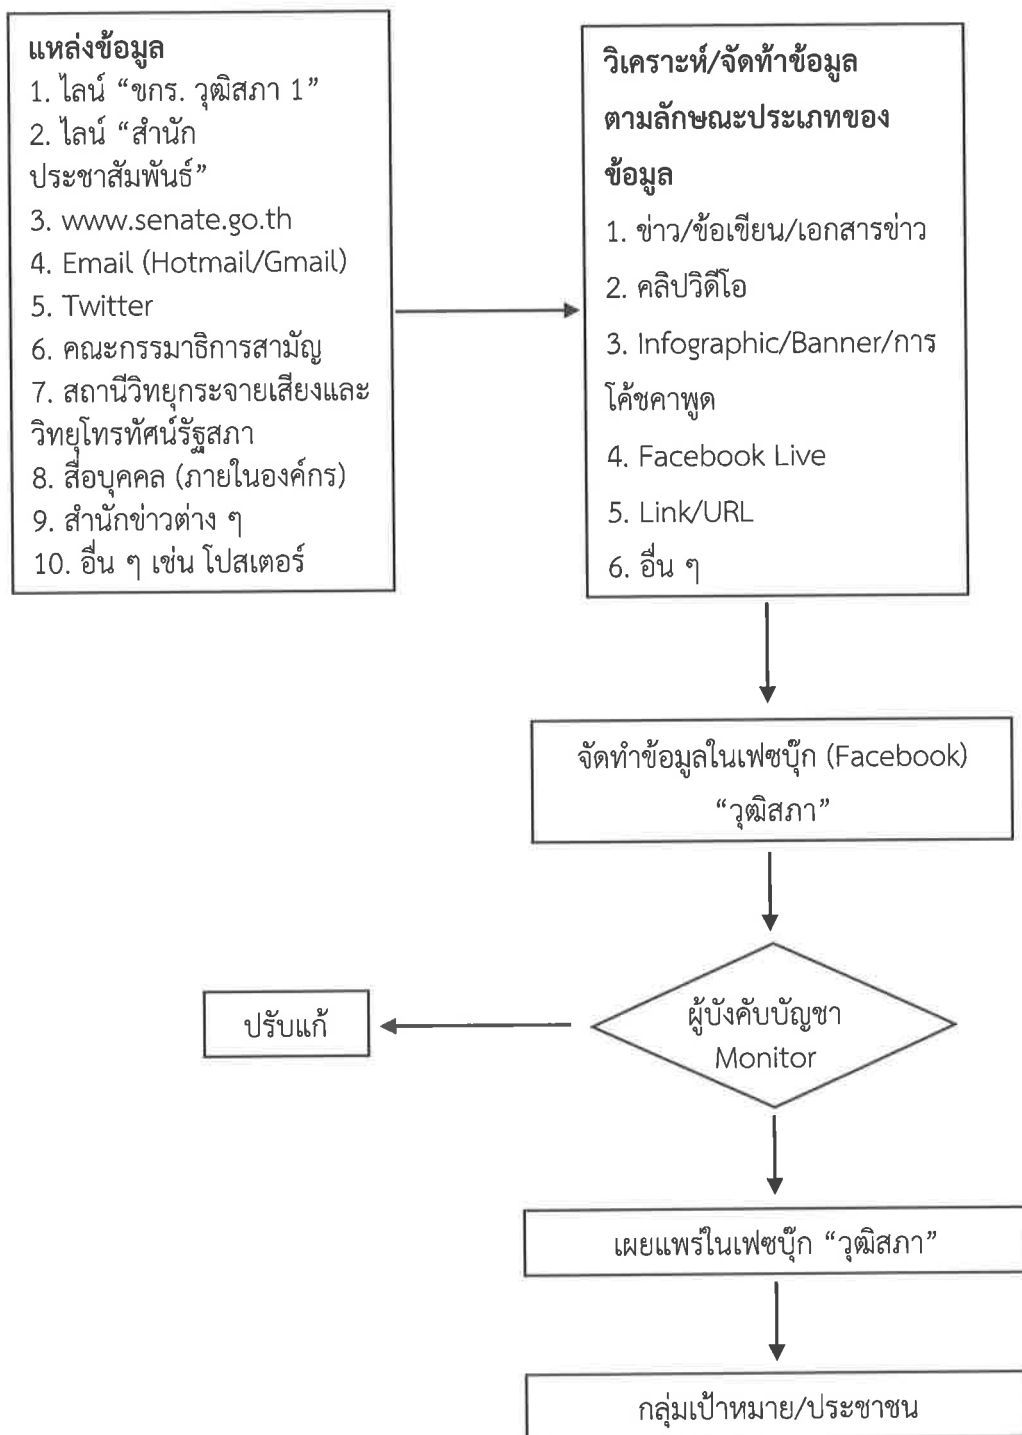 แหล่งข้อมูล
1. ไลน์ “ขกร. วุฒิสภา 1”
2. ไลน์ “สำนัก
ประชาสัมพันธ์”
3. www.senate.go.th
4. Email (Hotmail/Gmail)
5. Twitter
6. คณะกรรมาธิการสามัญ
7. สถานีวิทยุกระจายเสียงและ
วิทยุโทรทัศน์รัฐสภา
8. สื่อบุคคล (ภายในองค์กร)
9. สำนักข่าวต่าง ๆ
10. อื่น ๆ เช่น โปสเตอร์
วิเคราะห์/จัดทำข้อมูล
ตามลักษณะประเภทของ
ข้อมูล
1. ข่าว/ข้อเขียน/เอกสารข่าว
2. คลิปวิดีโอ
3. Infographic/Banner/การ
โค้ชคาพูด
4. Facebook Live
5. Link/URL
6. อื่น ๆ
จัดทำข้อมูลในเฟซบุ๊ก (Facebook)
“วุฒิสภา”
ผู้บังคับบัญชา
Monitor
ปรับแก้
เผยแพร่ในเฟซบุ๊ก “วุฒิสภา”
กลุ่มเป้าหมาย/ประชาชน